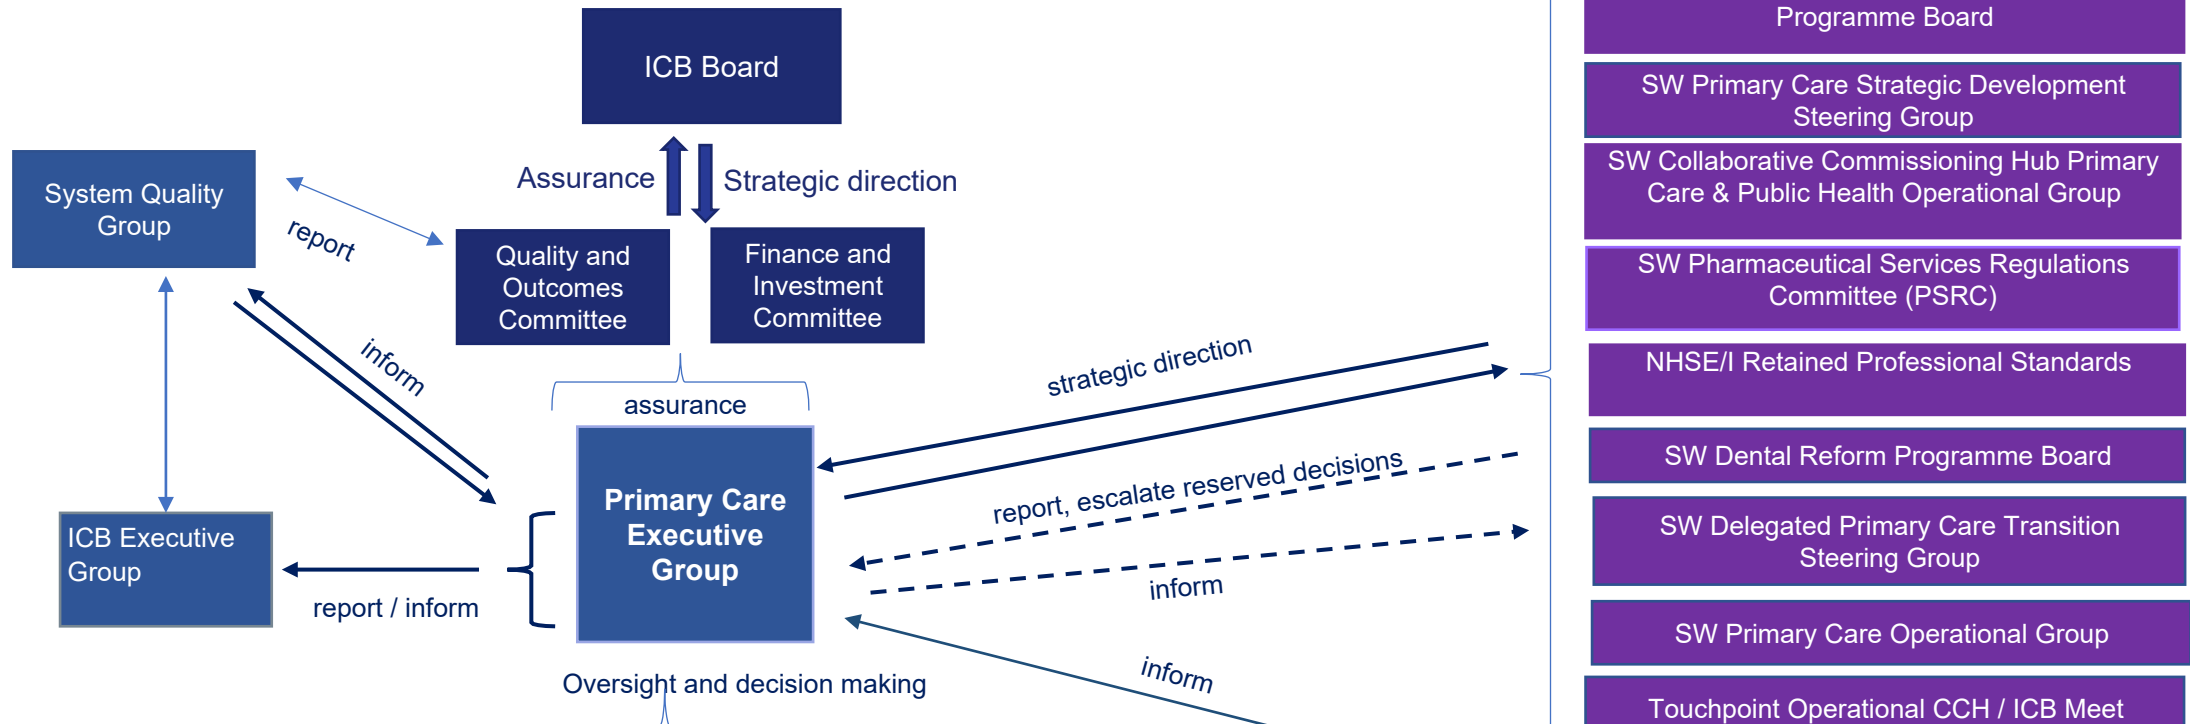 ICB Board
Assurance
Strategic direction
System Quality
Group
report
Quality and
Outcomes
Committee
Finance and
Investment
Committee
inform
assurance
Primary Care
Executive
Group
ICB Executive
Group
report / inform
Oversight and decision making
strategic direction
report, escalate reserved decisions
inform
inform
Programme Board
SW Primary Care Strategic Development
Steering Group
SW Collaborative Commissioning Hub Primary
Care & Public Health Operational Group
SW Pharmaceutical Services Regulations
Committee (PSRC)
NHSE/I Retained Professional Standards
SW Dental Reform Programme Board
SW Delegated Primary Care Transition
Steering Group
SW Primary Care Operational Group
Touchpoint Operational CCH / ICB Meet